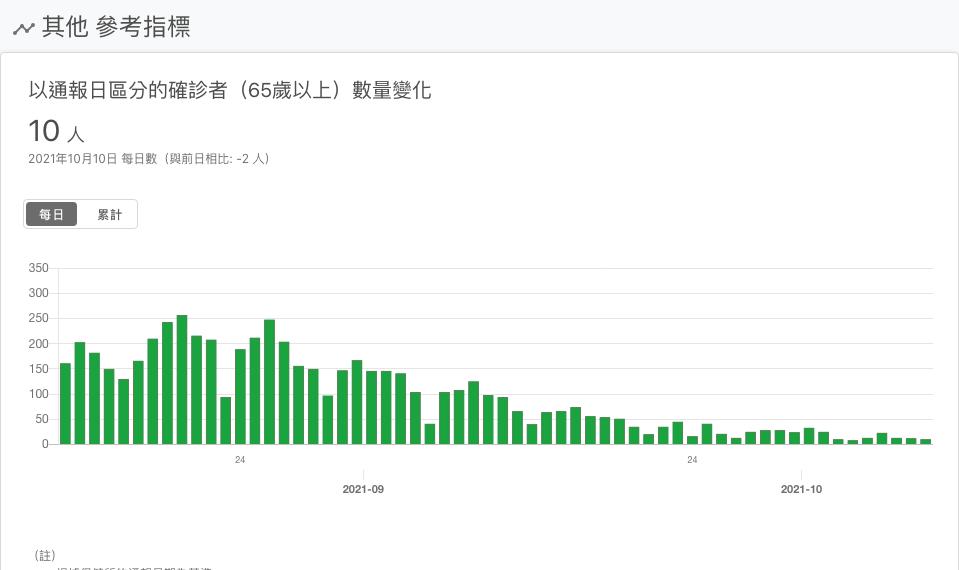 其他 參考指標
以通報日區分的確診者（65歲以上）數量變化
10 人
2021年10月10日 每日數（與前日相比: -2 人）
每日 累計
350
300
250
200
150
100
50
0
24 24
2021-09 2021-10
（註）